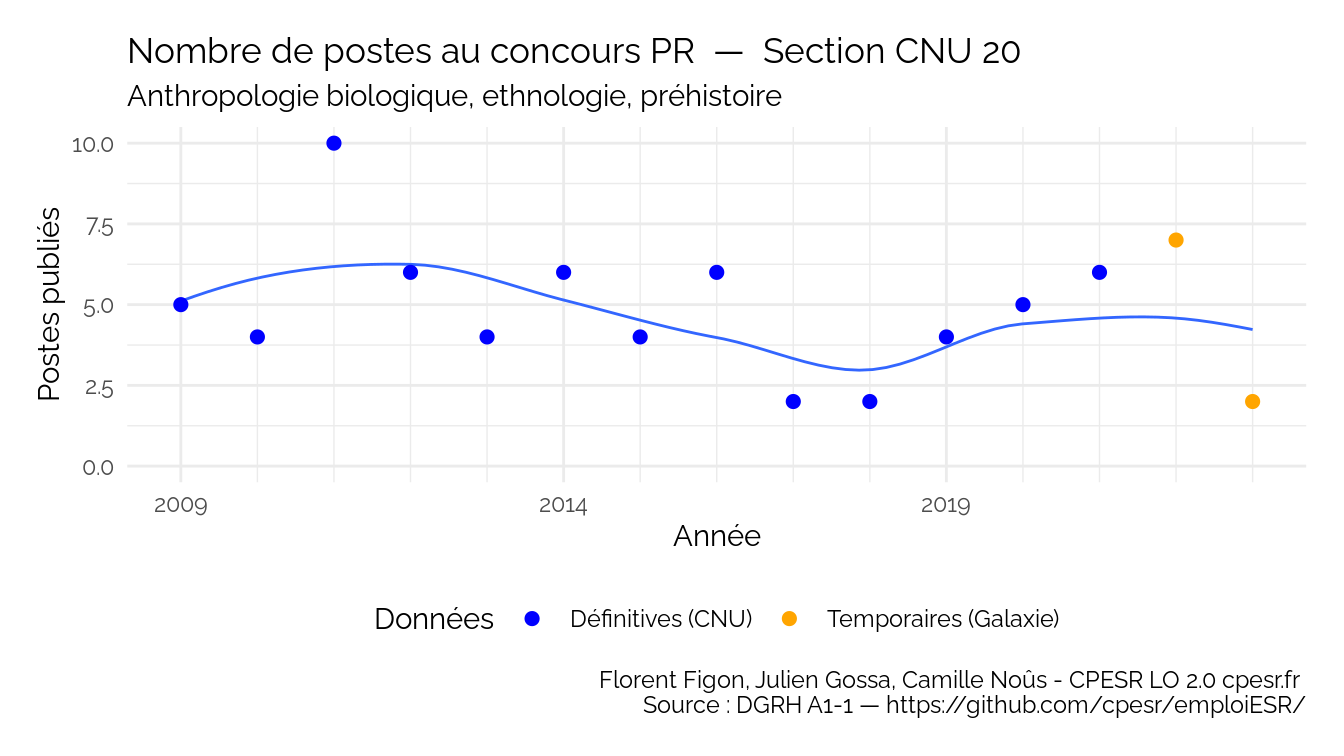 Nombre de postes au concours PR — Section CNU 20
Anthropologie biologique, ethnologie, préhistoire
10.0
7.5
5.0
2.5
0.0
Postes publiés
2009 2014 2019
Année
Données Définitives (CNU) Temporaires (Galaxie)
Florent Figon, Julien Gossa, Camille Noûs - CPESR LO 2.0 cpesr.fr
Source : DGRH A1-1 — https://github.com/cpesr/emploiESR/